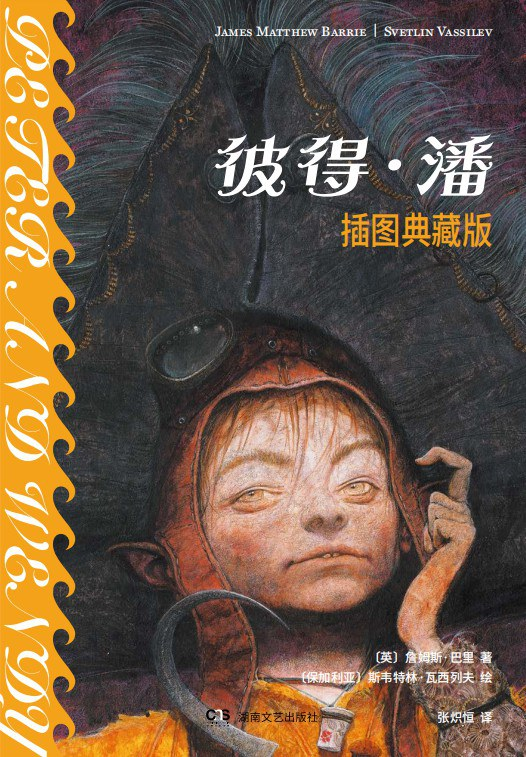 JAMES MATTHEW BARRIE | SVETLIN VASSILEV
彼得·潘
插图典藏版
PETER AND WENDY
〔英〕詹姆斯·巴里 著
〔保加利亚〕斯韦特林·瓦西列夫 绘
CNS 湖南文艺出版社
张炽恒 译